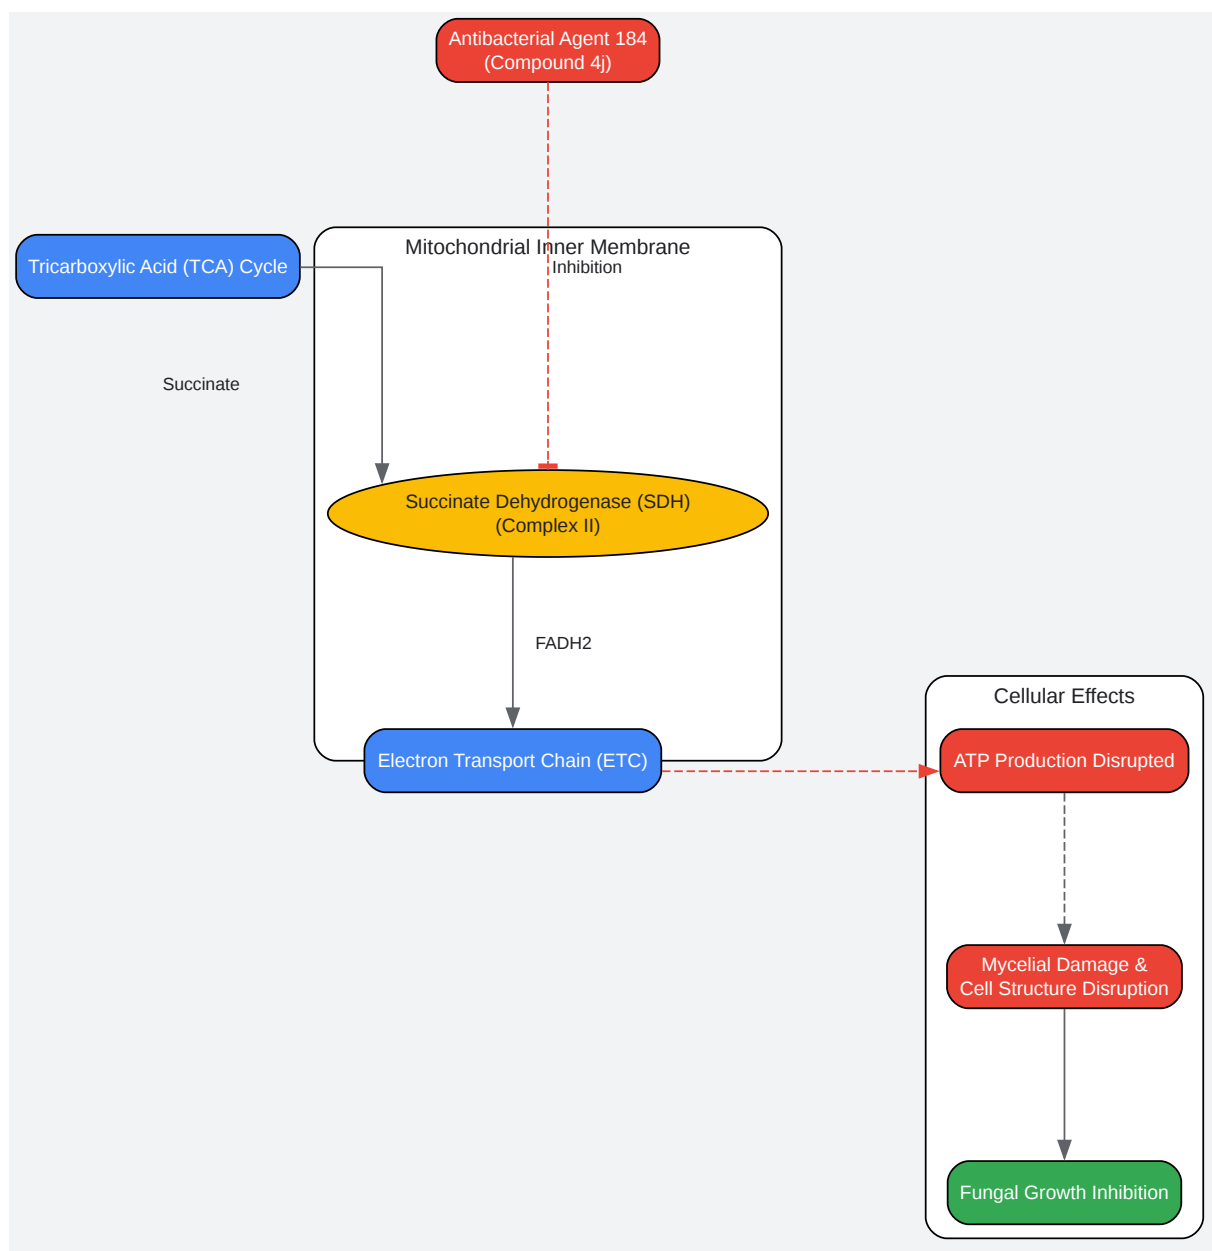 Antibacterial Agent 184
(Compound 4j)
Mitochondrial Inner Membrane
Tricarboxylic Acid (TCA) Cycle
Inhibition
Succinate
Succinate Dehydrogenase (SDH)
(Complex II)
FADH2
Electron Transport Chain (ETC)
Cellular Effects
ATP Production Disrupted
Mycelial Damage &
Cell Structure Disruption
Fungal Growth Inhibition